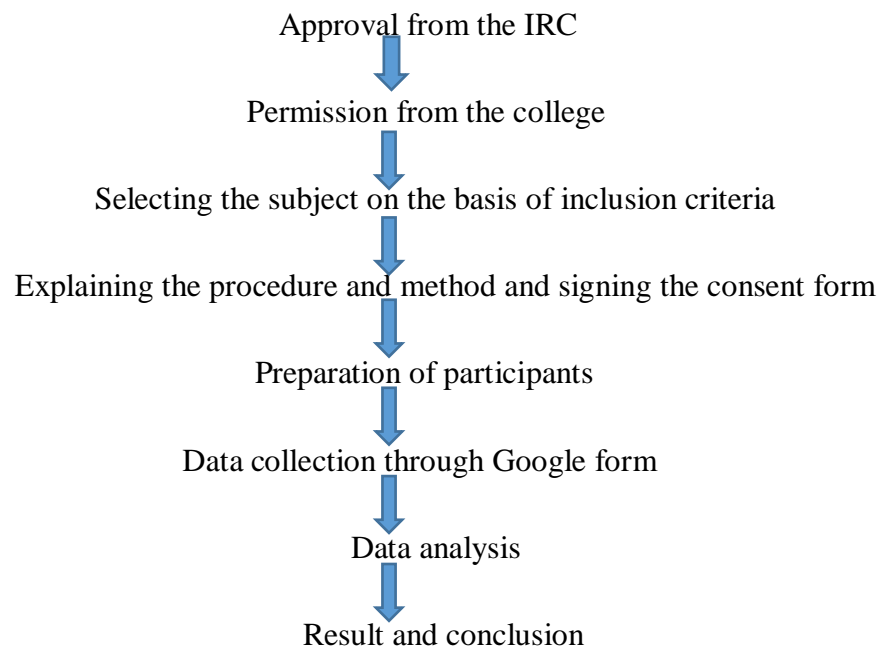 Approval from the IRC
Permission from the college
Selecting the subject on the basis of inclusion criteria
Explaining the procedure and method and signing the consent form
Preparation of participants
Data collection through Google form
Data analysis
Result and conclusion